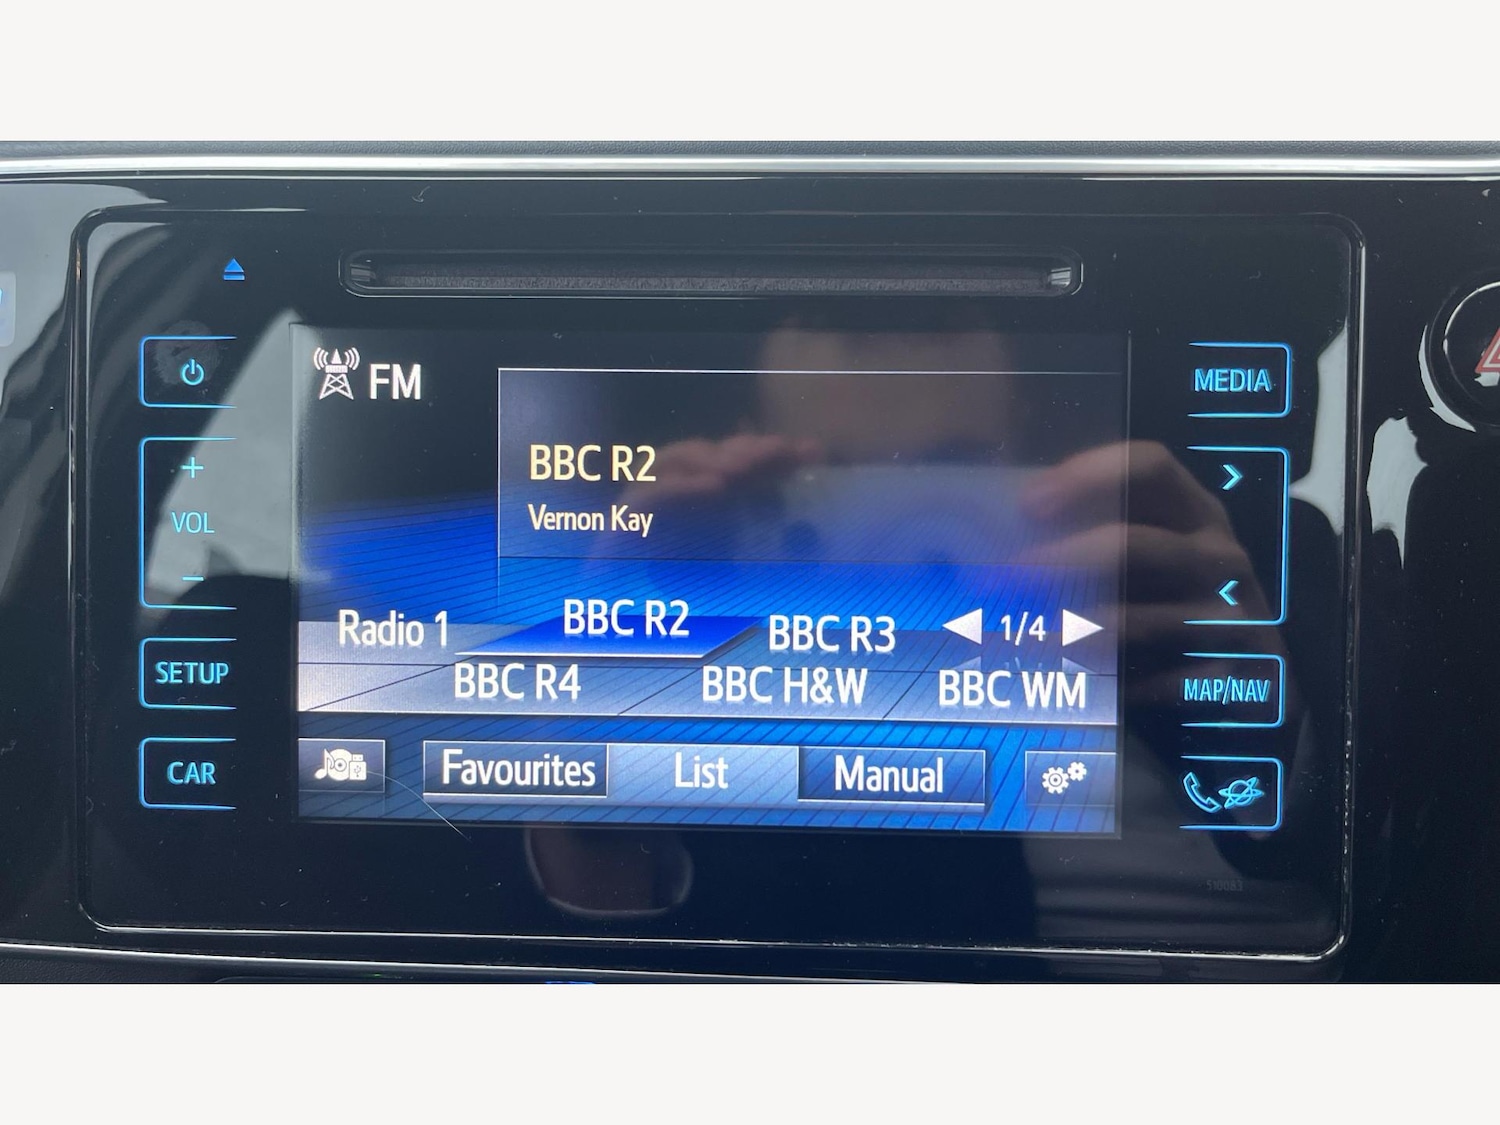 FM
MEDIA
BBC R2
Vernon Kay
VOL
Radio 1
BBC R2
BBC R3
1/4
BBC R4
BBC H&W
BBC WM
SETUP
MAP/NAV
CAR
Favourites
List
Manual
510083